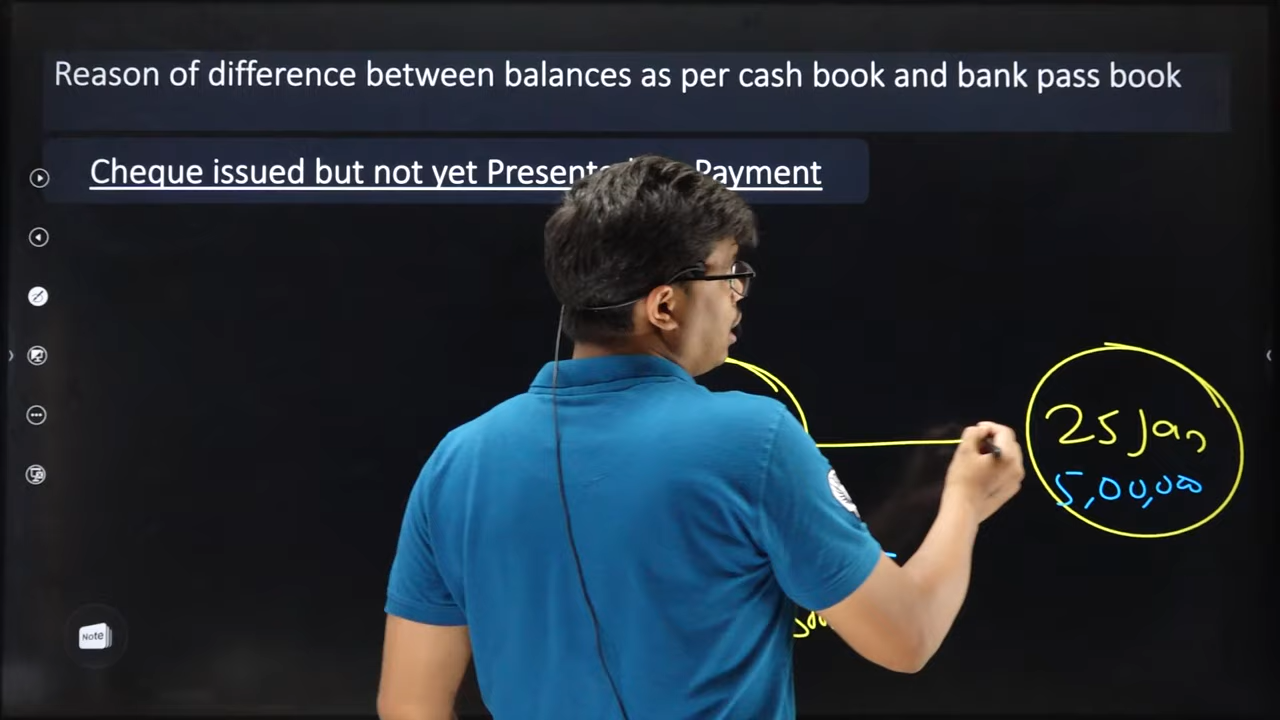 Reason of difference between balances as per cash book and bank pass book
Cheque issued but not yet Payment
25 Jan
5,00,000
Note